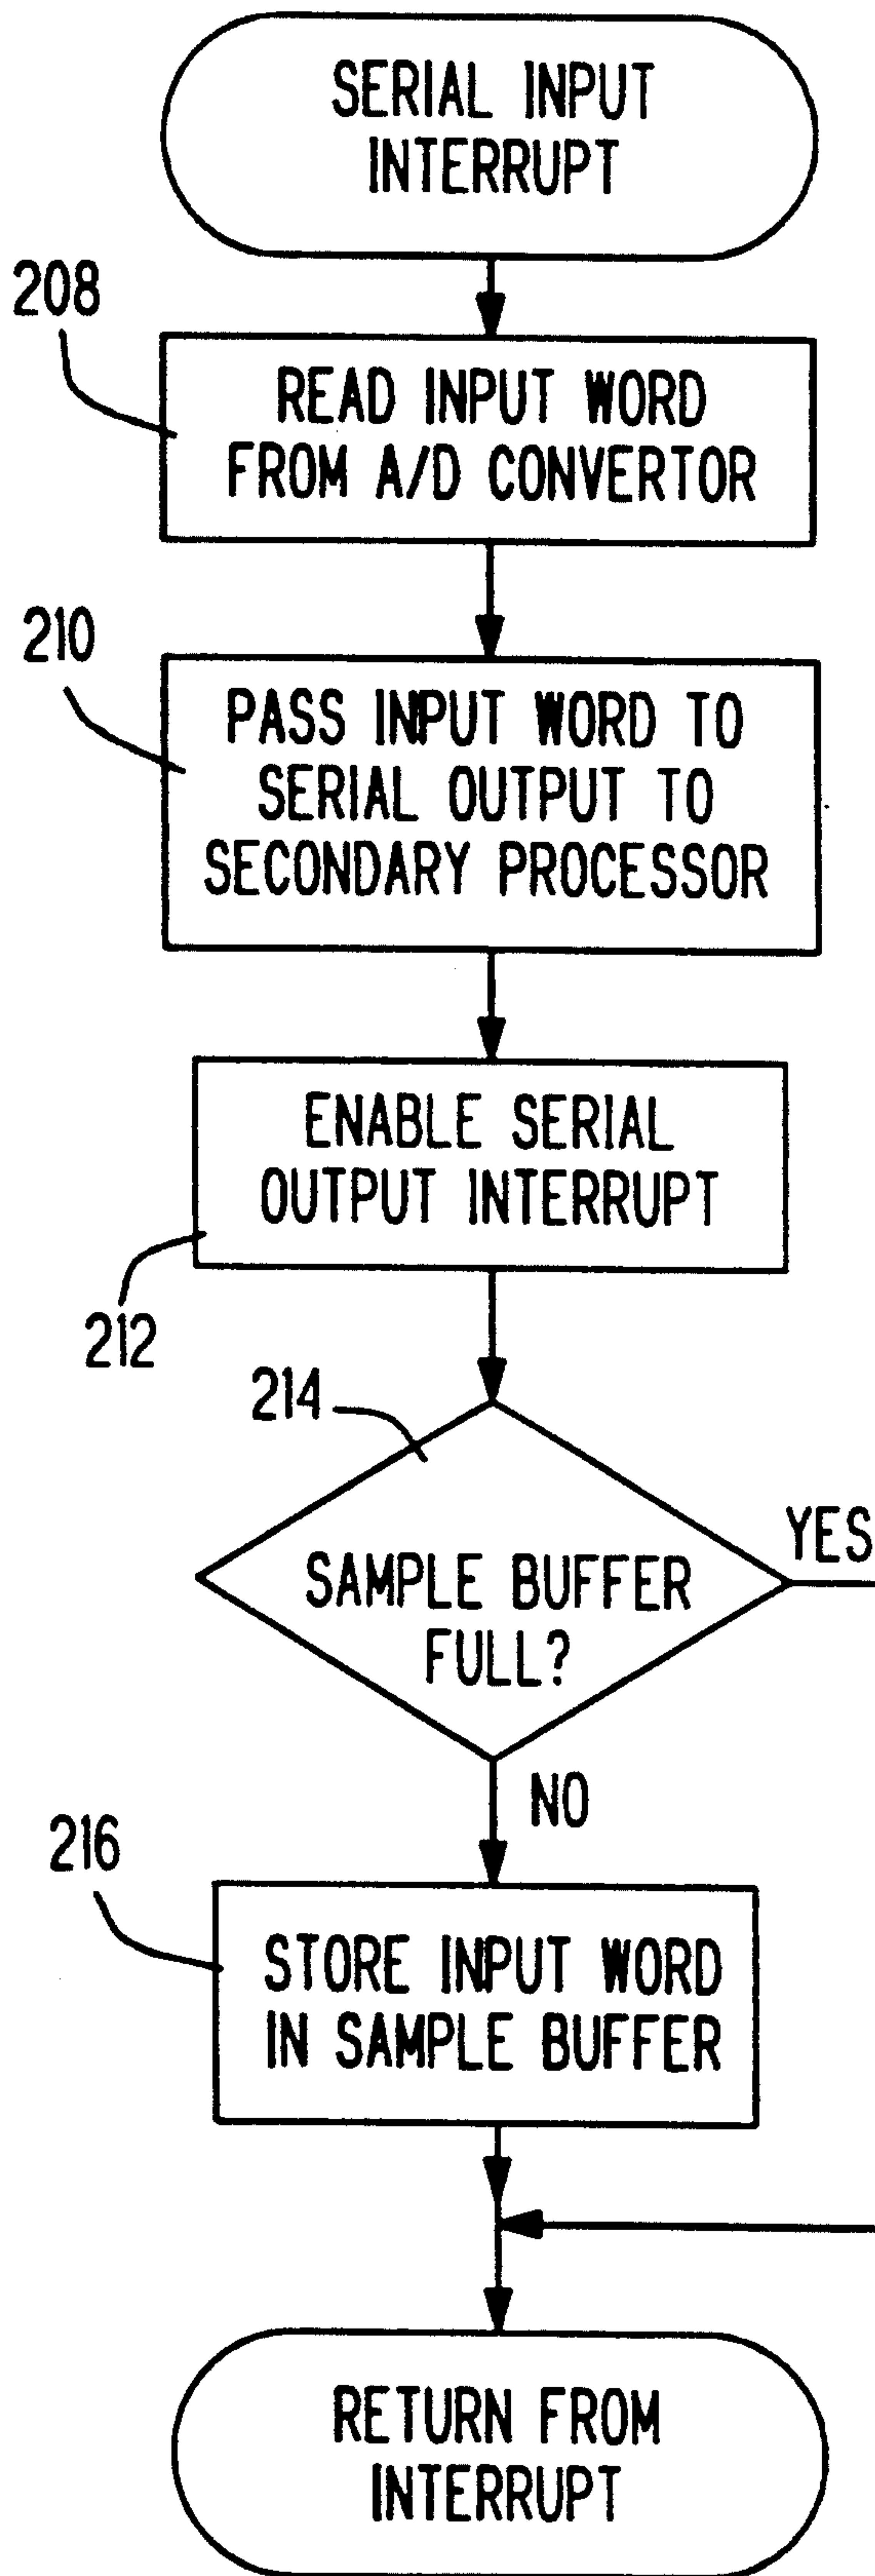 SERIAL INPUT
INTERRUPT
208
READ INPUT WORD
FROM A/D CONVERTOR
210
PASS INPUT WORD TO
SERIAL OUTPUT TO
SECONDARY PROCESSOR
ENABLE SERIAL
OUTPUT INTERRUPT
212
214
YES
SAMPLE BUFFER
FULL?
NO
216
STORE INPUT WORD
IN SAMPLE BUFFER
RETURN FROM
INTERRUPT